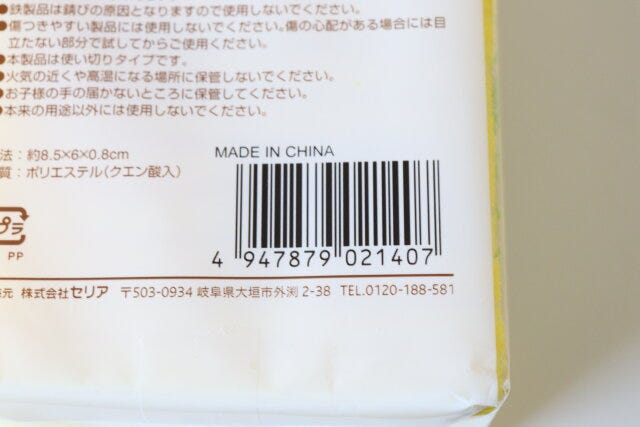 ●鉄製品は錆びの原因となりますので使用しないでください。
●傷つきやすい製品には使用しないでください。傷の心配がある場合には目
立たない部分で試してからご使用ください。
●本製品は使い切りタイプです。
●火気の近くや高温になる場所に保管しないでください。
●お子様の手の届かないところに保管してください。
●本来の用途以外には使用しないでください。
法：約8.5×6×0.8cm
質：ポリエステル（クエン酸入）
MADE IN CHINA
プラ
PP
4 947879 021407
元 株式会社セリア 〒503-0934 岐阜県大垣市外渕 2-38 TEL.0120-188-581